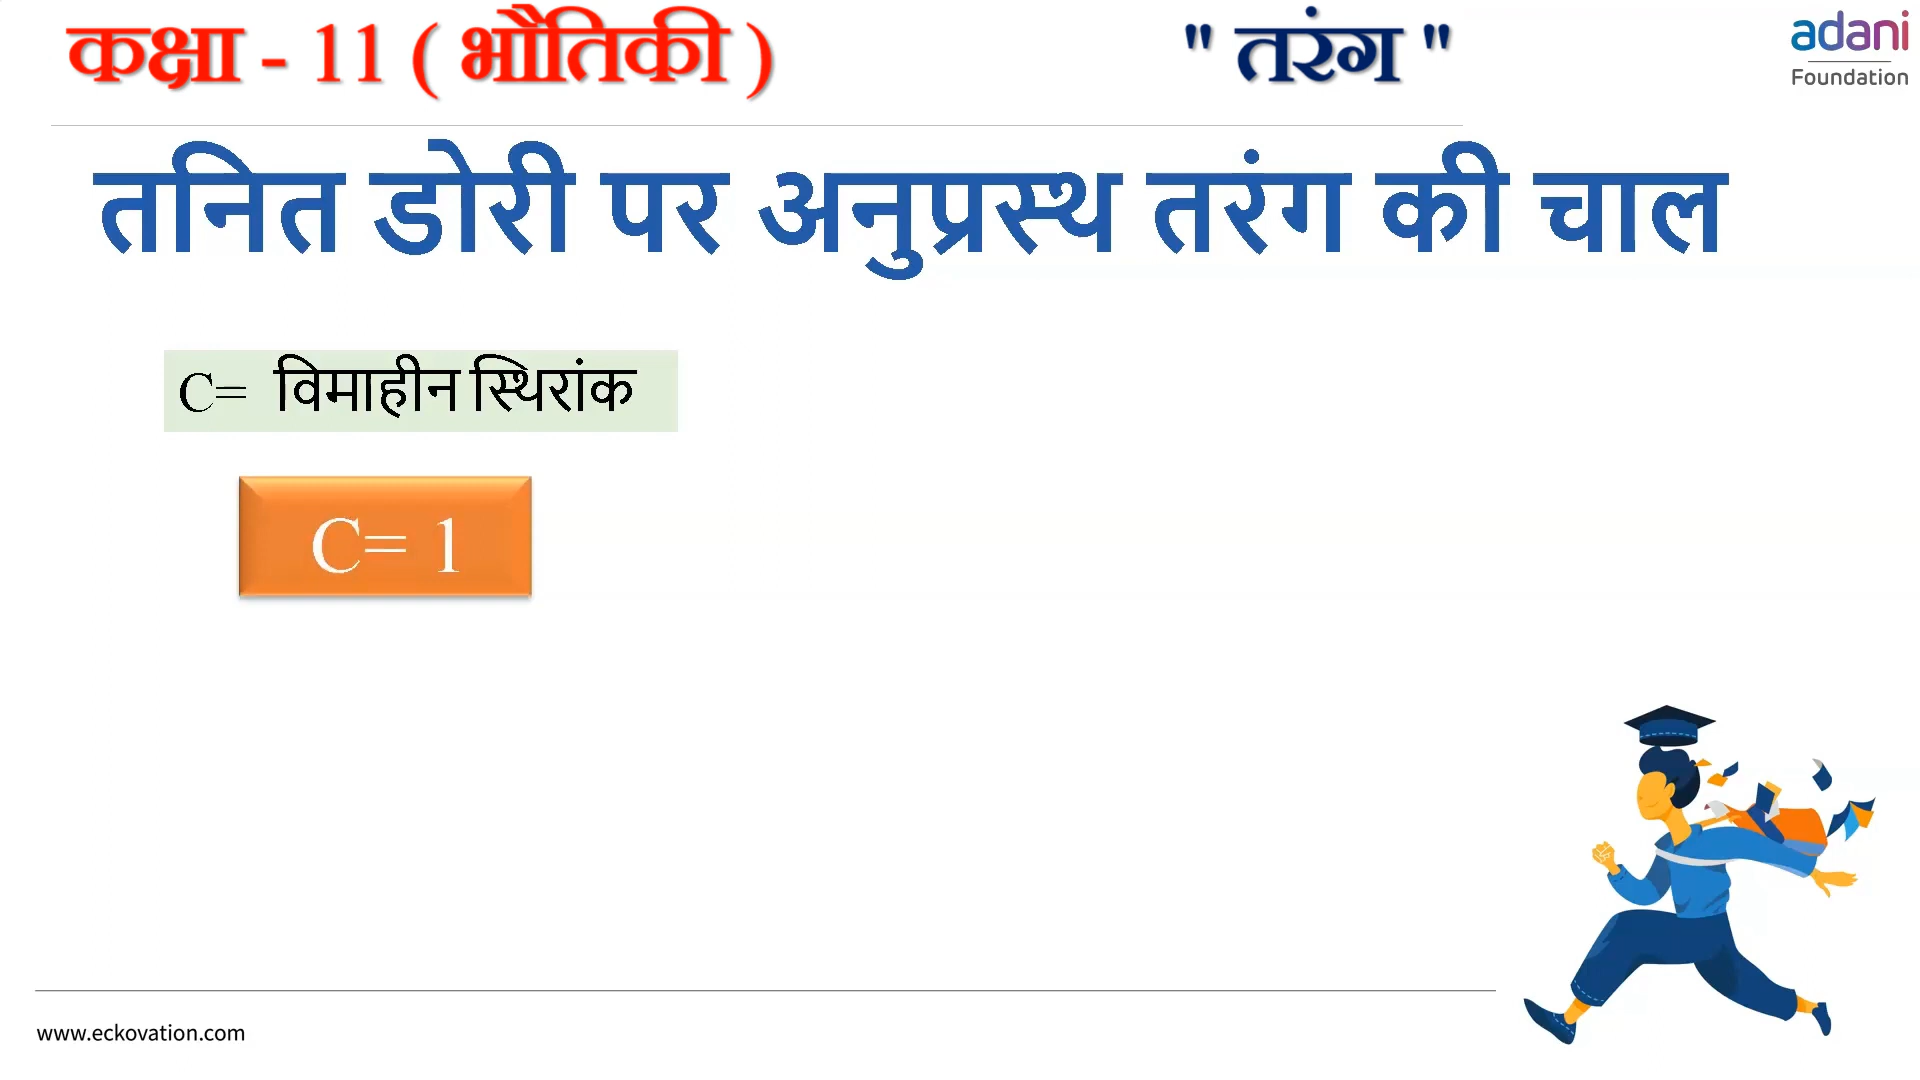 कक्षा - 11 ( भौतिकी )
" तरंग "
adani
Foundation
तनित डोरी पर अनुप्रस्थ तरंग की चाल
C= विमाहीन स्थिरांक
C= 1
www.eckovation.com